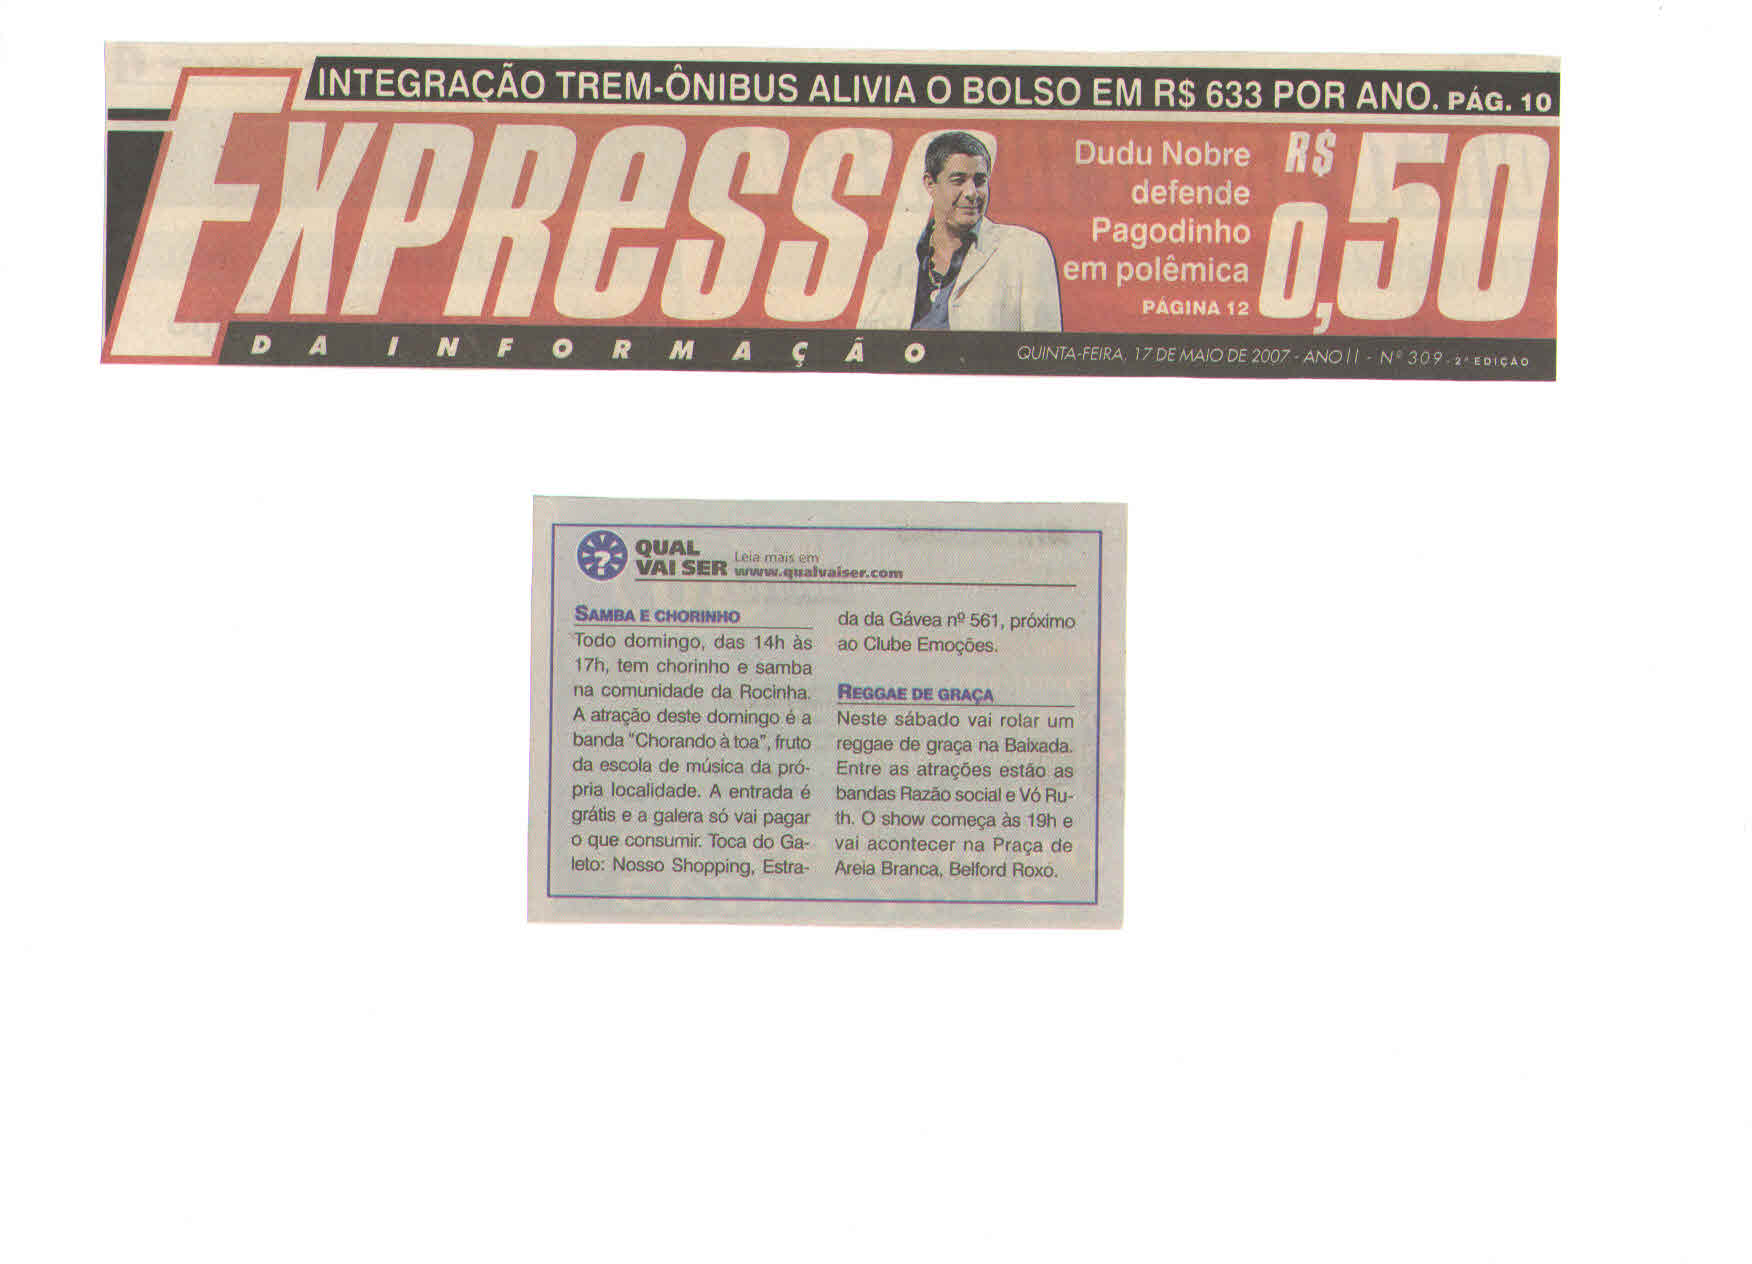 INTEGRAÇÃO TREM-ÔNIBUS ALIVIA O BOLSO EM R$ 633 POR ANO. PÁG. 10
EXPRESSO
DA INFORMAÇÃO
Dudu Nobre
defende
Pagodinho
em polêmica
PÁGINA 12
R$
0,50
QUINTA-FEIRA, 17 DE MAIO DE 2007 - ANO II - Nº 309 - 2ª EDIÇÃO
?
QUAL
VAI SER
Leia mais em
www.qualvaiser.com
SAMBA E CHORINHO
Todo domingo, das 14h às
17h, tem chorinho e samba
na comunidade da Rocinha.
A atração deste domingo é a
banda "Chorando à toa", fruto
da escola de música da pró-
pria localidade. A entrada é
grátis e a galera só vai pagar
o que consumir. Toca do Ga-
leto: Nosso Shopping, Estra-
da da Gávea nº 561, próximo
ao Clube Emoções.
REGGAE DE GRAÇA
Neste sábado vai rolar um
reggae de graça na Baixada.
Entre as atrações estão as
bandas Razão social e Vó Ru-
th. O show começa às 19h e
vai acontecer na Praça de
Areia Branca, Belford Roxo.